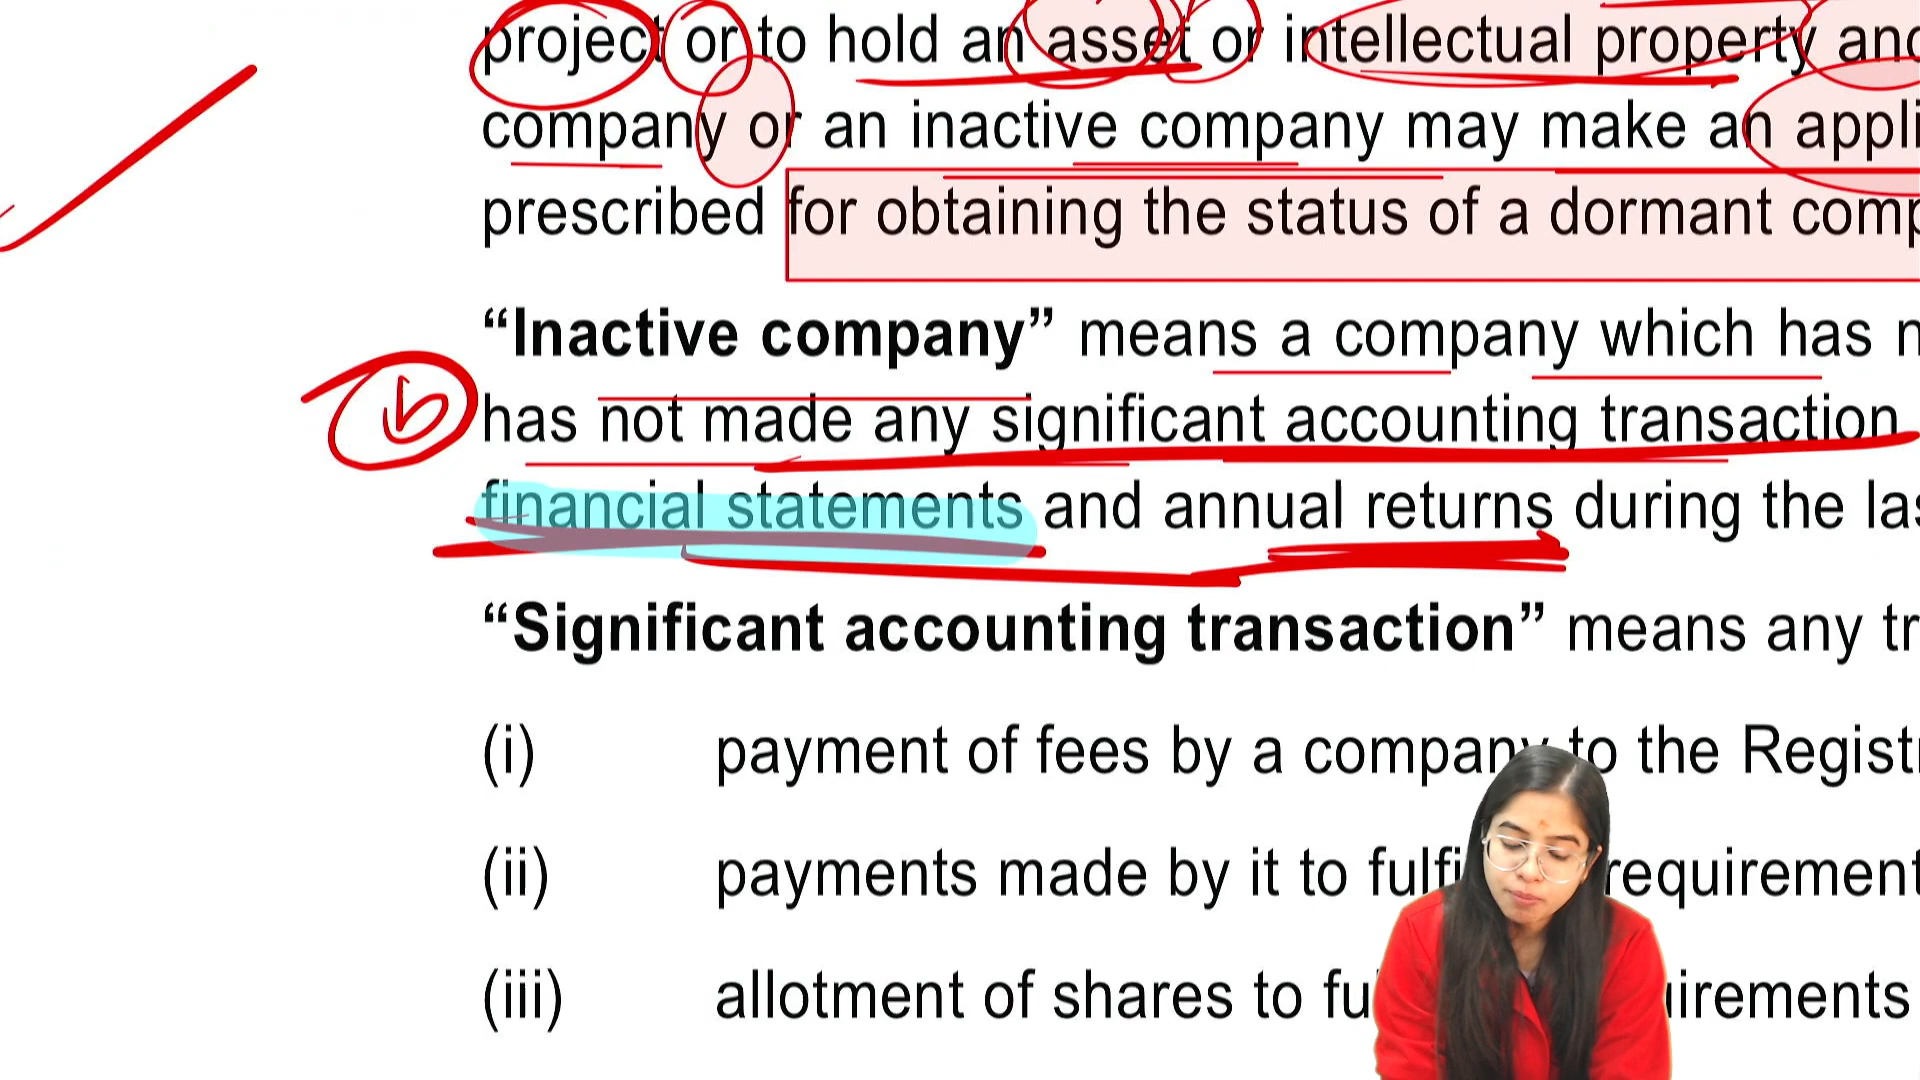 project or to hold an asset or intellectual property and
company or an inactive company may make an appli
prescribed for obtaining the status of a dormant comp
“Inactive company” means a company which has n
b
has not made any significant accounting transaction
financial statements and annual returns during the las
“Significant accounting transaction” means any tr
(i) payment of fees by a company to the Registr
(ii) payments made by it to fulfi requirement
(iii) allotment of shares to fu irements